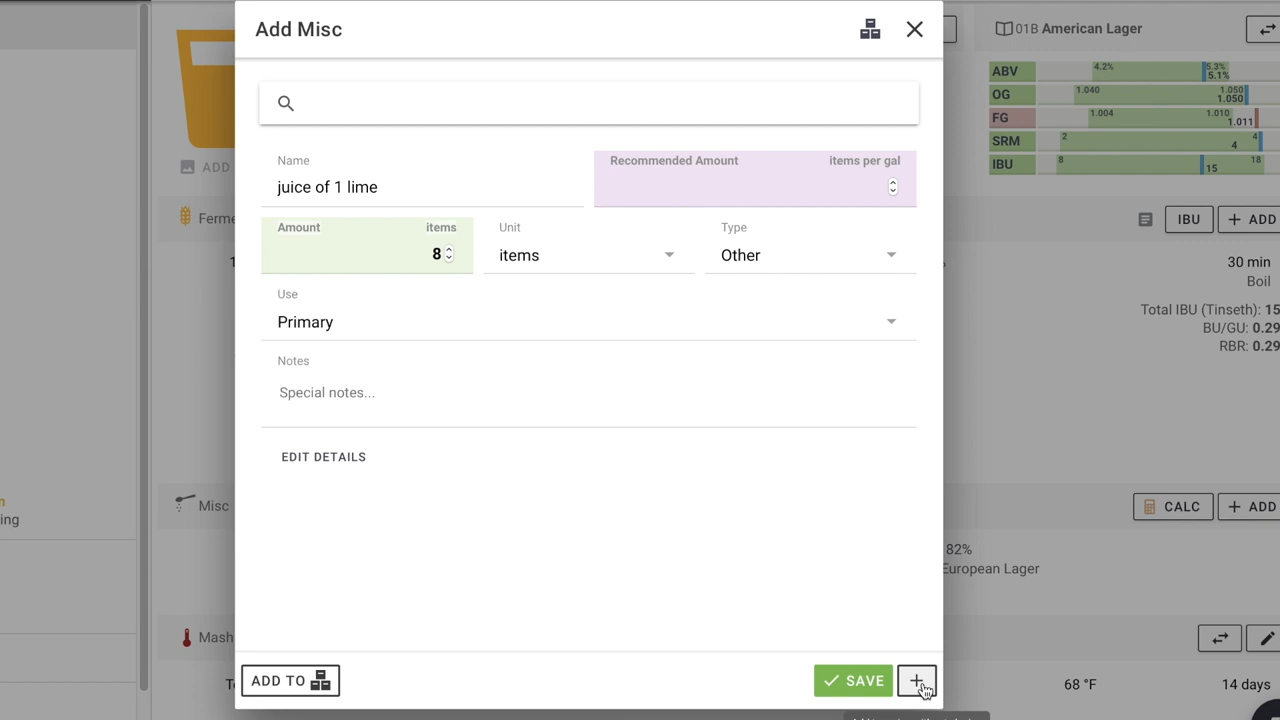 Add Misc
01B American Lager
ABV 4.2% 5.3% 5.1%
OG 1.040 1.050 1.050
FG 1.004 1.010 1.011
SRM 2 4 4
IBU 8 15 18
ADD
Name
juice of 1 lime
Recommended Amount items per gal
Amount items
8
Unit
items
Type
Other
Ferme
IBU
+ ADD
30 min
Boil
Total IBU (Tinseth): 15
BU/GU: 0.29
RBR: 0.29
Use
Primary
Notes
Special notes...
EDIT DETAILS
ing
Misc
CALC
+ ADD
82%
European Lager
Mash
68 °F
14 days
ADD TO
SAVE
+